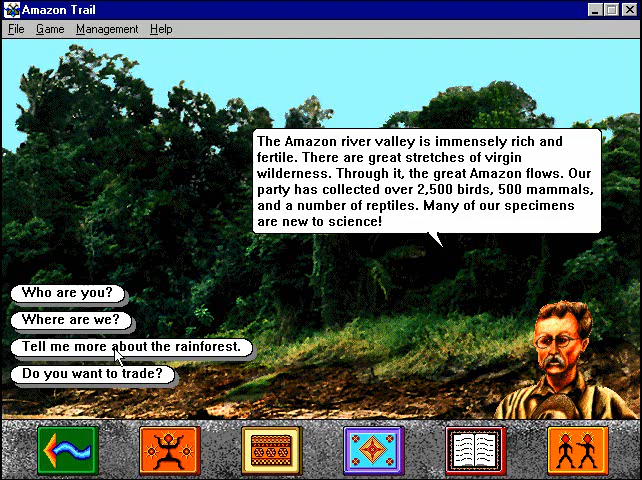 Amazon Trail
File Game Management Help
The Amazon river valley is immensely rich and
fertile. There are great stretches of virgin
wilderness. Through it, the great Amazon flows. Our
party has collected over 2,500 birds, 500 mammals,
and a number of reptiles. Many of our specimens
are new to science!
Who are you?
Where are we?
Tell me more about the rainforest.
Do you want to trade?